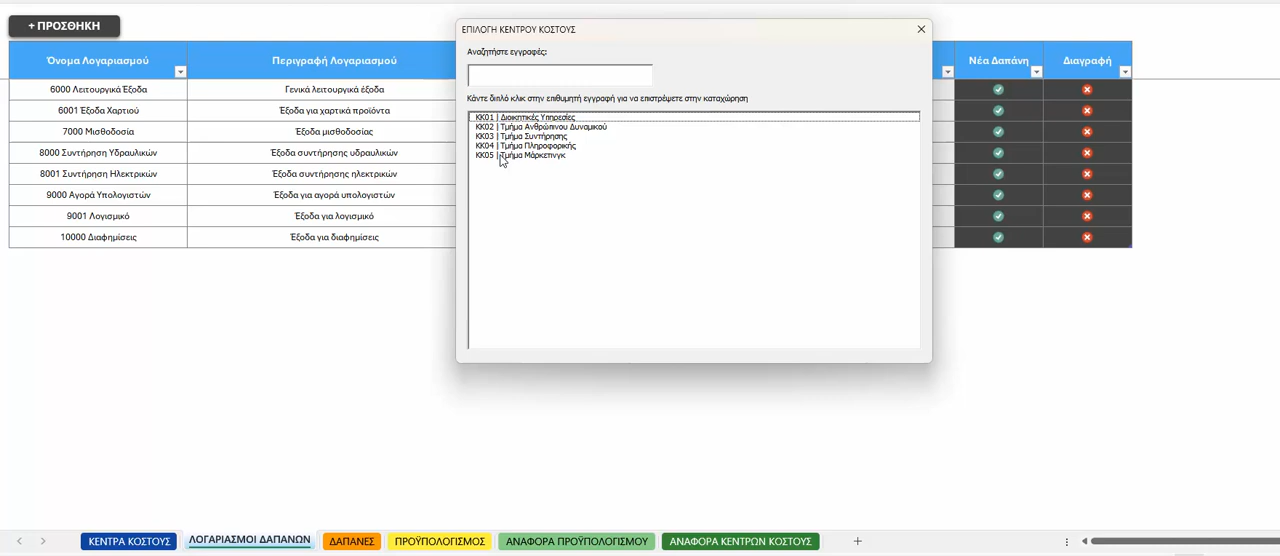 + ΠΡΟΣΘΗΚΗ
Όνομα Λογαριασμού Περιγραφή Λογαριασμού Νέα Δαπάνη Διαγραφή
6000 Λειτουργικά Έξοδα Γενικά λειτουργικά έξοδα
6001 Έξοδα Χαρτιού Έξοδα για χαρτικά προϊόντα
7000 Μισθοδοσία Έξοδα μισθοδοσίας
8000 Συντήρηση Υδραυλικών Έξοδα συντήρησης υδραυλικών
8001 Συντήρηση Ηλεκτρικών Έξοδα συντήρησης ηλεκτρικών
9000 Αγορά Υπολογιστών Έξοδα για αγορά υπολογιστών
9001 Λογισμικό Έξοδα για λογισμικό
10000 Διαφημίσεις Έξοδα για διαφημίσεις
ΕΠΙΛΟΓΗ ΚΕΝΤΡΟΥ ΚΟΣΤΟΥΣ
Αναζητήστε εγγραφές:
Κάντε διπλό κλικ στην επιθυμητή εγγραφή για να επιστρέψετε στην καταχώρηση
ΚΚ01 | Διοικητικές Υπηρεσίες
ΚΚ02 | Τμήμα Ανθρώπινου Δυναμικού
ΚΚ03 | Τμήμα Συντήρησης
ΚΚ04 | Τμήμα Πληροφορικής
ΚΚ05 | Τμήμα Μάρκετινγκ
ΚΕΝΤΡΑ ΚΟΣΤΟΥΣ ΛΟΓΑΡΙΑΣΜΟΙ ΔΑΠΑΝΩΝ ΔΑΠΑΝΕΣ ΠΡΟΫΠΟΛΟΓΙΣΜΟΣ ΑΝΑΦΟΡΑ ΠΡΟΫΠΟΛΟΓΙΣΜΟΥ ΑΝΑΦΟΡΑ ΚΕΝΤΡΩΝ ΚΟΣΤΟΥΣ